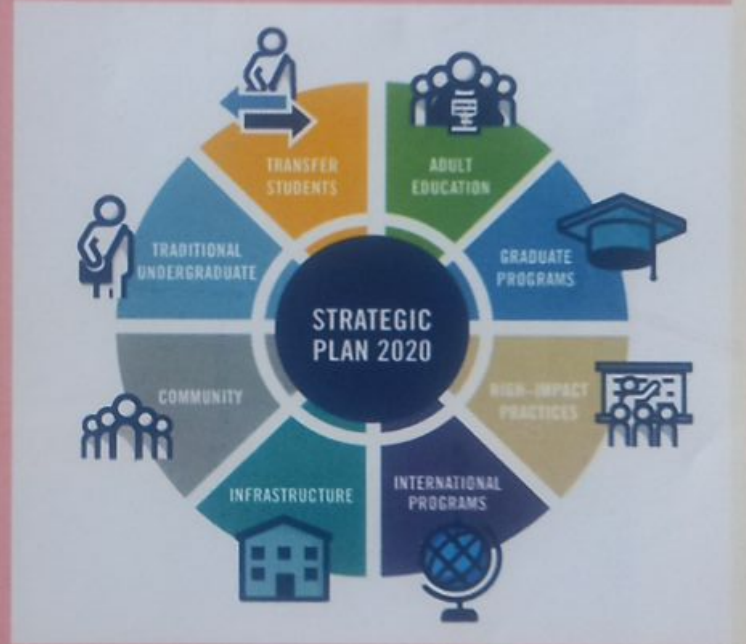 TRANSFER
STUDENTS
ADULT
EDUCATION
TRADITIONAL
UNDERGRADUATE
GRADUATE
PROGRAMS
STRATEGIC
PLAN 2020
COMMUNITY
HIGH-IMPACT
PRACTICES
INFRASTRUCTURE
INTERNATIONAL
PROGRAMS